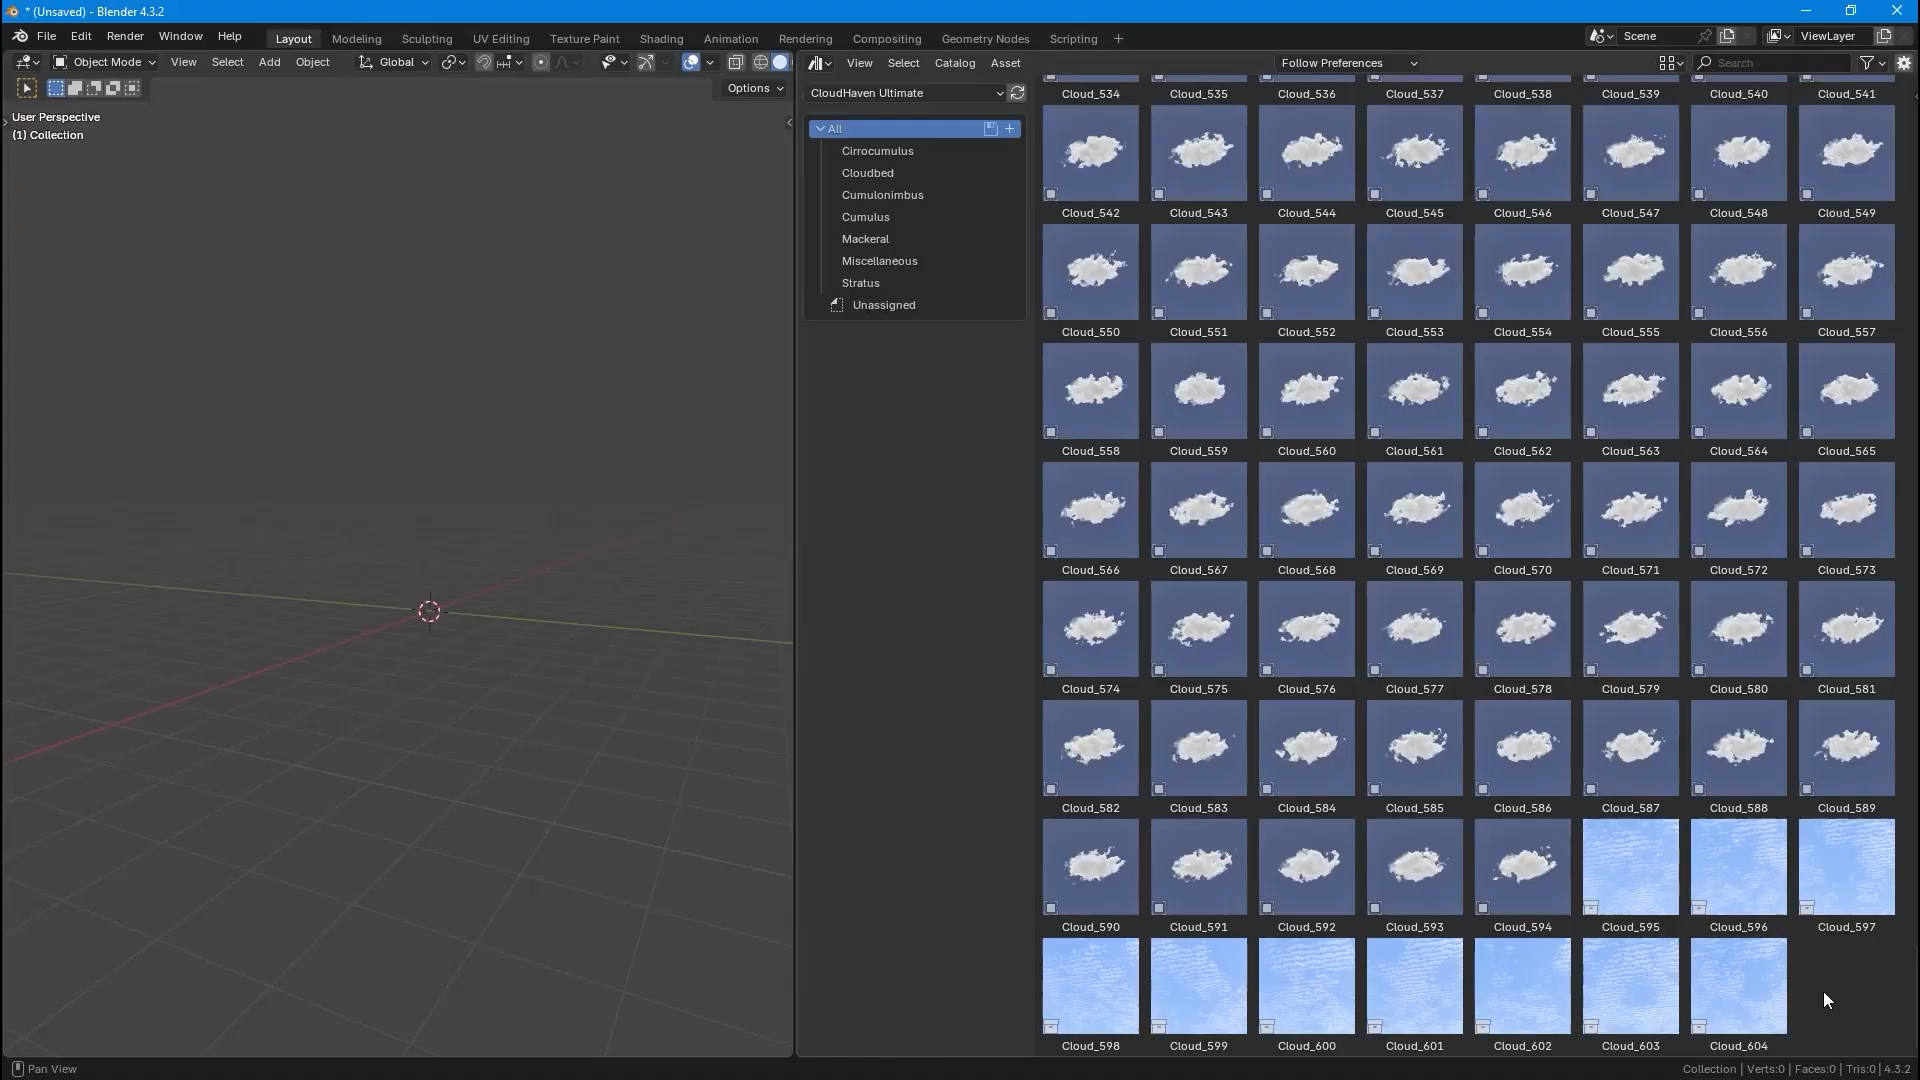 * (Unsaved) - Blender 4.3.2
File Edit Render Window Help Layout Modeling Sculpting UV Editing Texture Paint Shading Animation Rendering Compositing Geometry Nodes Scripting + Scene ViewLayer
Object Mode View Select Add Object Global View Select Catalog Asset Follow Preferences Search
Options
User Perspective
(1) Collection
CloudHaven Ultimate
All
Cirrocumulus
Cloudbed
Cumulonimbus
Cumulus
Mackeral
Miscellaneous
Stratus
Unassigned
Cloud_534 Cloud_535 Cloud_536 Cloud_537 Cloud_538 Cloud_539 Cloud_540 Cloud_541
Cloud_542 Cloud_543 Cloud_544 Cloud_545 Cloud_546 Cloud_547 Cloud_548 Cloud_549
Cloud_550 Cloud_551 Cloud_552 Cloud_553 Cloud_554 Cloud_555 Cloud_556 Cloud_557
Cloud_558 Cloud_559 Cloud_560 Cloud_561 Cloud_562 Cloud_563 Cloud_564 Cloud_565
Cloud_566 Cloud_567 Cloud_568 Cloud_569 Cloud_570 Cloud_571 Cloud_572 Cloud_573
Cloud_574 Cloud_575 Cloud_576 Cloud_577 Cloud_578 Cloud_579 Cloud_580 Cloud_581
Cloud_582 Cloud_583 Cloud_584 Cloud_585 Cloud_586 Cloud_587 Cloud_588 Cloud_589
Cloud_590 Cloud_591 Cloud_592 Cloud_593 Cloud_594 Cloud_595 Cloud_596 Cloud_597
Cloud_598 Cloud_599 Cloud_600 Cloud_601 Cloud_602 Cloud_603 Cloud_604
Pan View
Collection | Verts:0 | Faces:0 | Tris:0 | 4.3.2